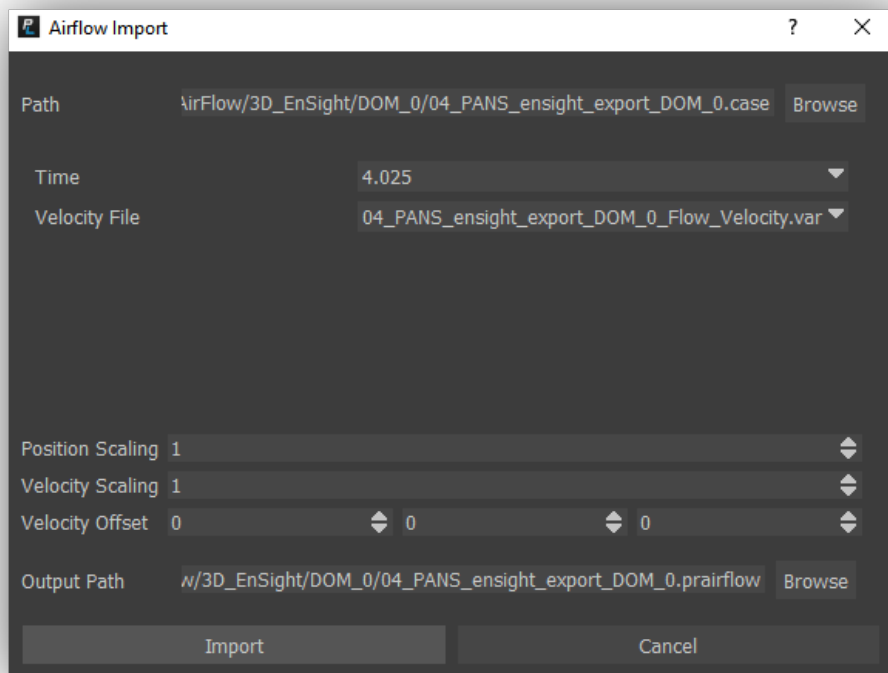 Airflow Import ?
Path AirFlow/3D_EnSight/DOM_0/04_PANS_ensight_export_DOM_0.case Browse
Time 4.025
Velocity File 04_PANS_ensight_export_DOM_0_Flow_Velocity.var
Position Scaling 1
Velocity Scaling 1
Velocity Offset 0 0 0
Output Path w/3D_EnSight/DOM_0/04_PANS_ensight_export_DOM_0.prairflow Browse
Import Cancel